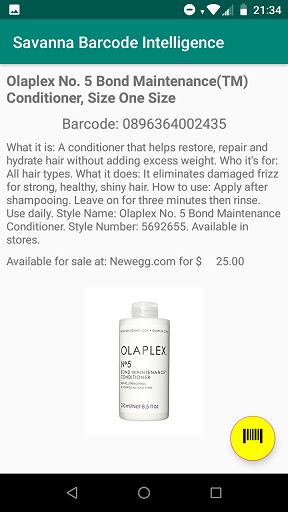 21:34
Savanna Barcode Intelligence
Olaplex No. 5 Bond Maintenance(TM)
Conditioner, Size One Size
Barcode: 0896364002435
What it is: A conditioner that helps restore, repair and
hydrate hair without adding excess weight. Who it's for:
All hair types. What it does: It eliminates damaged frizz
for strong, healthy, shiny hair. How to use: Apply after
shampooing. Leave on for three minutes then rinse.
Use daily. Style Name: Olaplex No. 5 Bond Maintenance
Conditioner. Style Number: 5692655. Available in
stores.
Available for sale at: Newegg.com for $ 25.00
OLAPLEX.
Nº5
BOND MAINTENANCE
CONDITIONER
250ml/Net 8.5 fl.oz